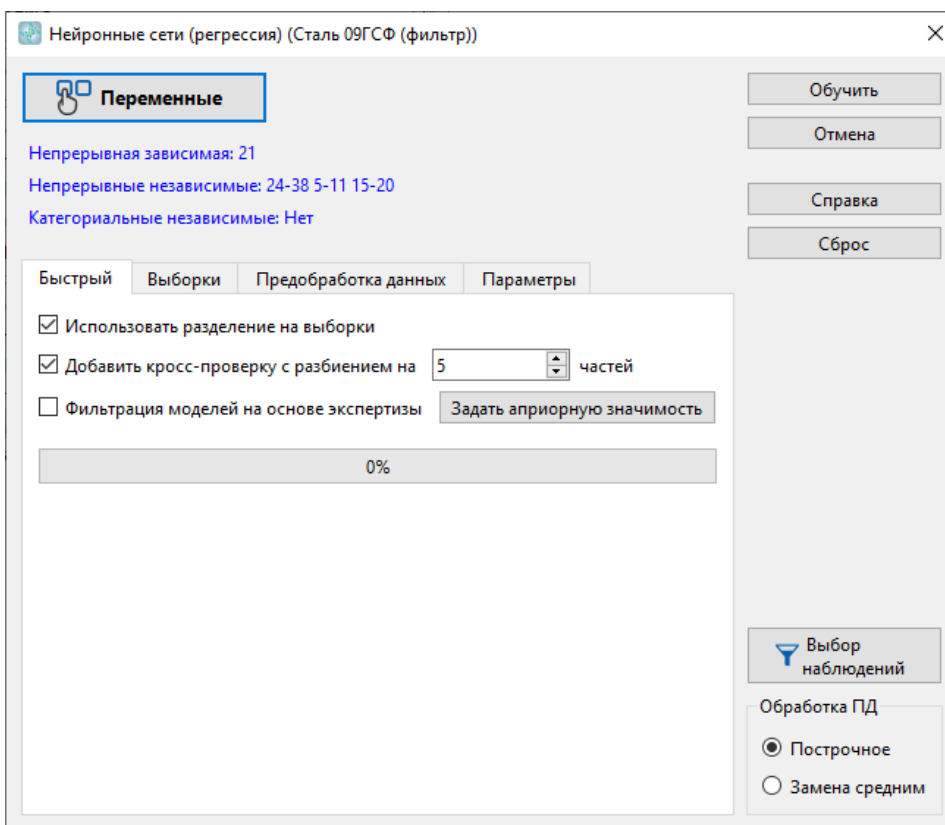 Нейронные сети (регрессия) (Сталь 09ГСФ (фильтр))
Переменные
Непрерывная зависимая: 21
Непрерывные независимые: 24-38 5-11 15-20
Категориальные независимые: Нет
Обучить
Отмена
Справка
Сброс
Быстрый Выборки Предобработка данных Параметры
Использовать разделение на выборки
Добавить кросс-проверку с разбиением на 5 частей
Фильтрация моделей на основе экспертизы Задать априорную значимость
0%
Выбор
наблюдений
Обработка ПД
Построчное
Замена средним